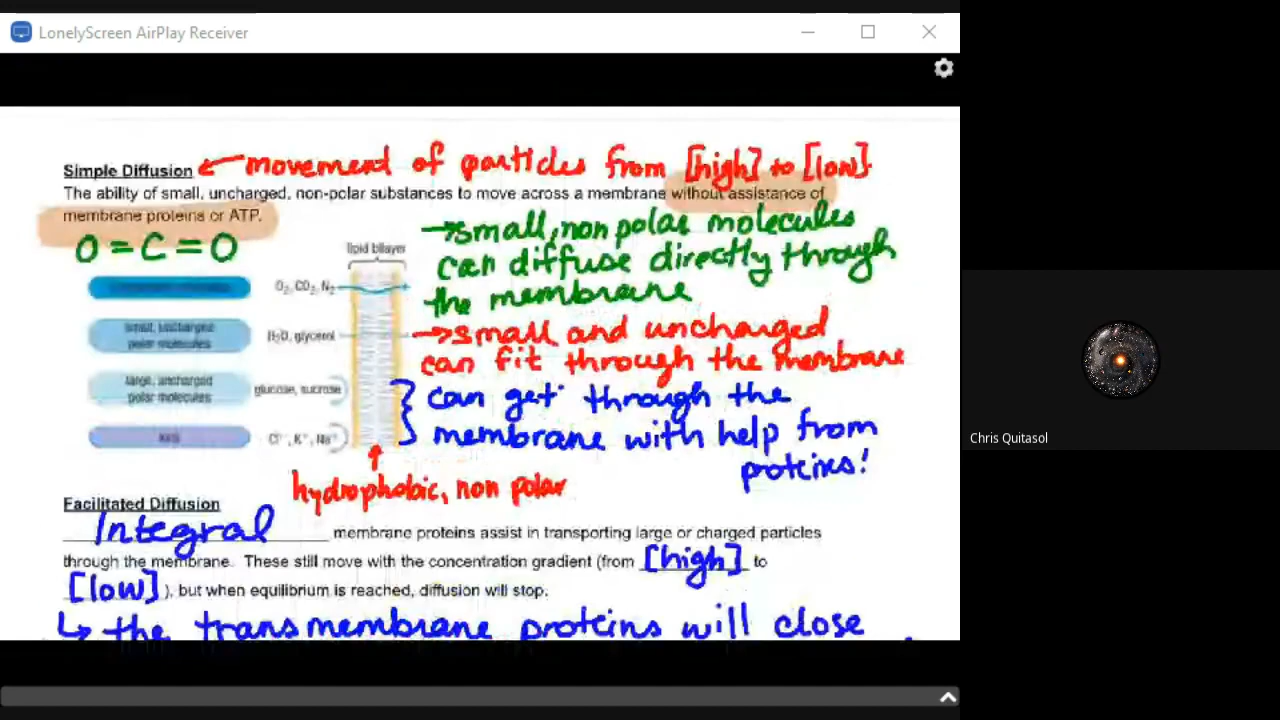 LonelyScreen AirPlay Receiver
Simple Diffusion ← movement of particles from [high] to [low].
The ability of small, uncharged, non-polar substances to move across a membrane without assistance of
membrane proteins or ATP.
O = C = O
lipid bilayer
→ small, non polar molecules
can diffuse directly through
the membrane
O₂, CO₂, N₂
small, uncharged
polar molecules
H₂O, glycerol
→ small and uncharged
can fit through the membrane
large, uncharged
polar molecules
glucose, sucrose
can get through the
membrane with help from
proteins!
ions
Cl⁻, K⁺, Na⁺
hydrophobic, non polar
Facilitated Diffusion
Integral membrane proteins assist in transporting large or charged particles
through the membrane. These still move with the concentration gradient (from [high] to
[low]), but when equilibrium is reached, diffusion will stop.
↳ the transmembrane proteins will close
Chris Quitasol